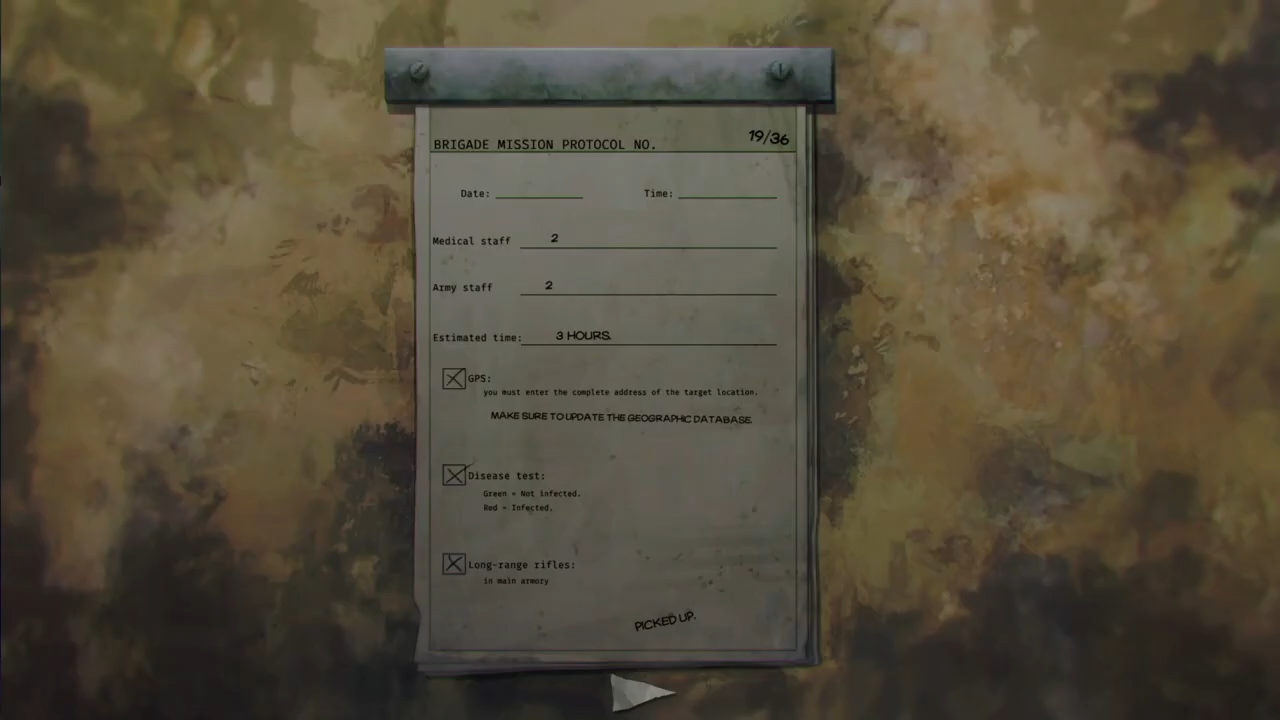 BRIGADE MISSION PROTOCOL NO. 19/36
Date: Time:
Medical staff 2
Army staff 2
Estimated time: 3 HOURS.
GPS:
you must enter the complete address of the target location.
MAKE SURE TO UPDATE THE GEOGRAPHIC DATABASE.
Disease test:
Green = Not infected.
Red = Infected.
Long-range rifles:
in main armory
PICKED UP.